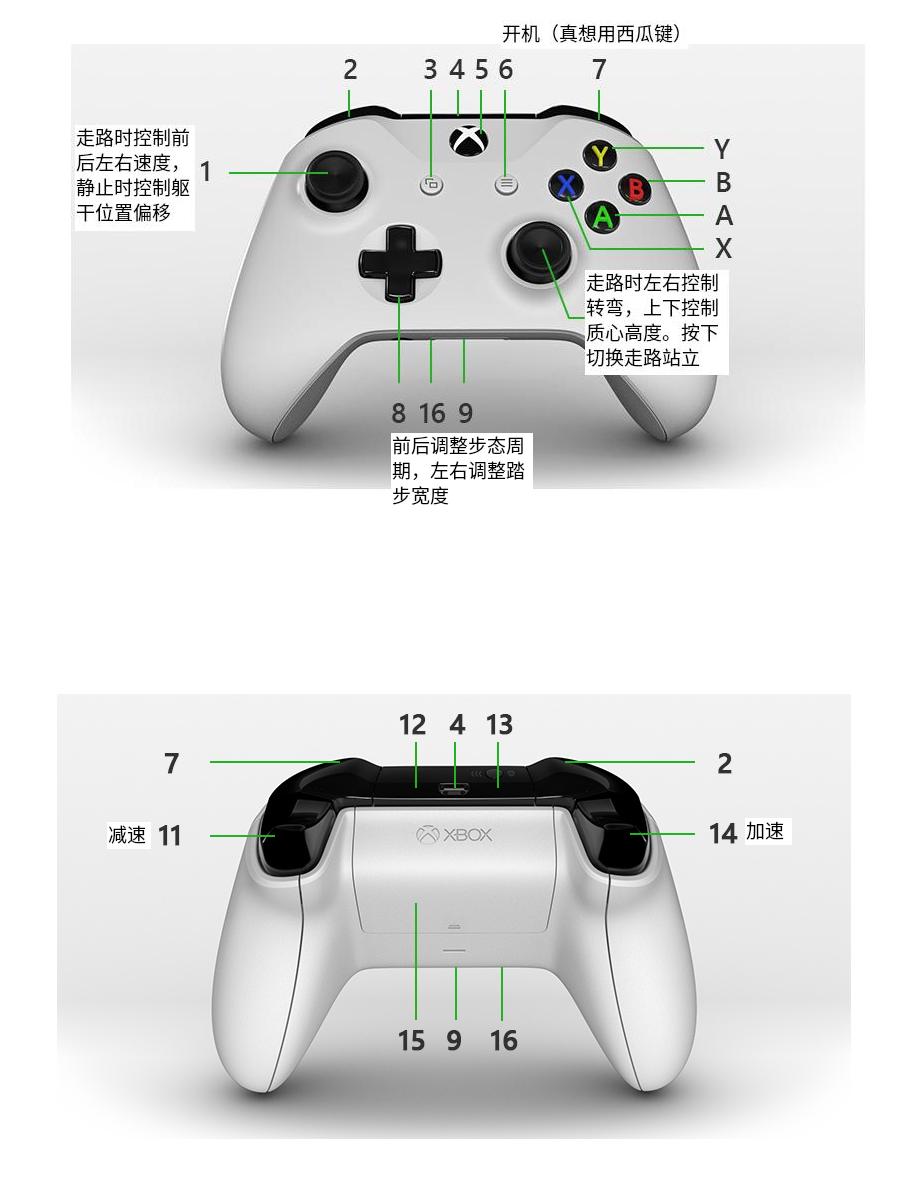 开机（真想用西瓜键）
2 3 4 5 6 7
走路时控制前
后左右速度，
静止时控制躯
干位置偏移
1
Y
B
A
X
Y
X
B
A
走路时左右控制
转弯，上下控制
质心高度。按下
切换走路站立
8 16 9
前后调整步态周
期，左右调整踏
步宽度
12 4 13
7
2
减速 11
XBOX
14 加速
15 9 16